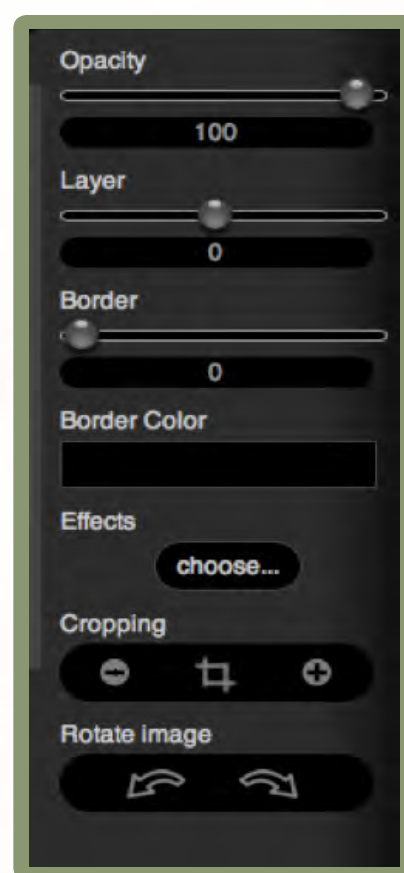 Opacity
100
Layer
0
Border
0
Border Color
Effects
choose...
Cropping
Rotate image